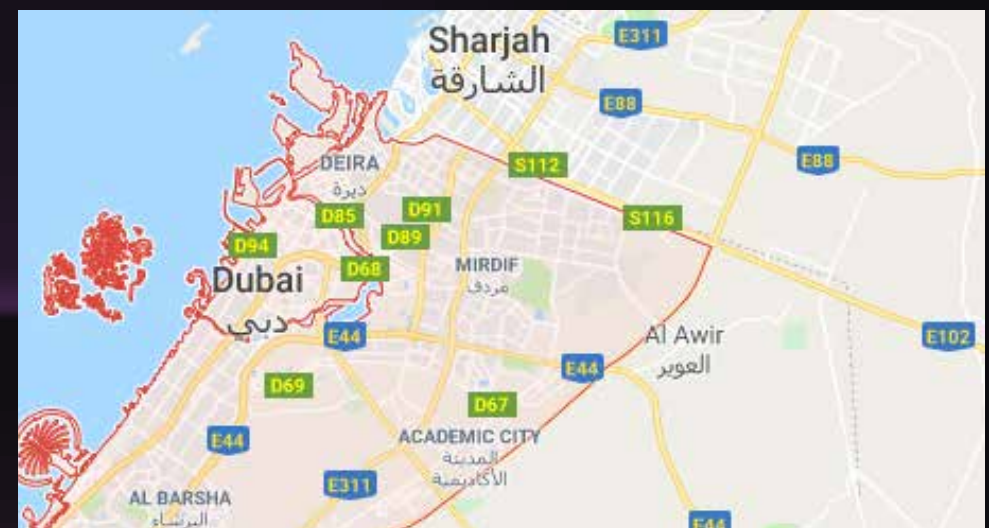 Sharjah
الشارقة
E311
E88
E88
DEIRA
ديرة
S112
D85
D91
S116
D89
D94
D68
MIRDIF
مردف
Dubai
دبي
E44
Al Awir
العوير
E102
E44
D69
D67
E44
ACADEMIC CITY
المدينة
الأكاديمية
E311
AL BARSHA
البرشاء
E44